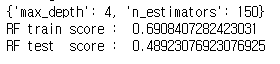 {'max_depth': 4, 'n_estimators': 150}
RF train score : 0.6908407282423031
RF test  score : 0.48923076923076925